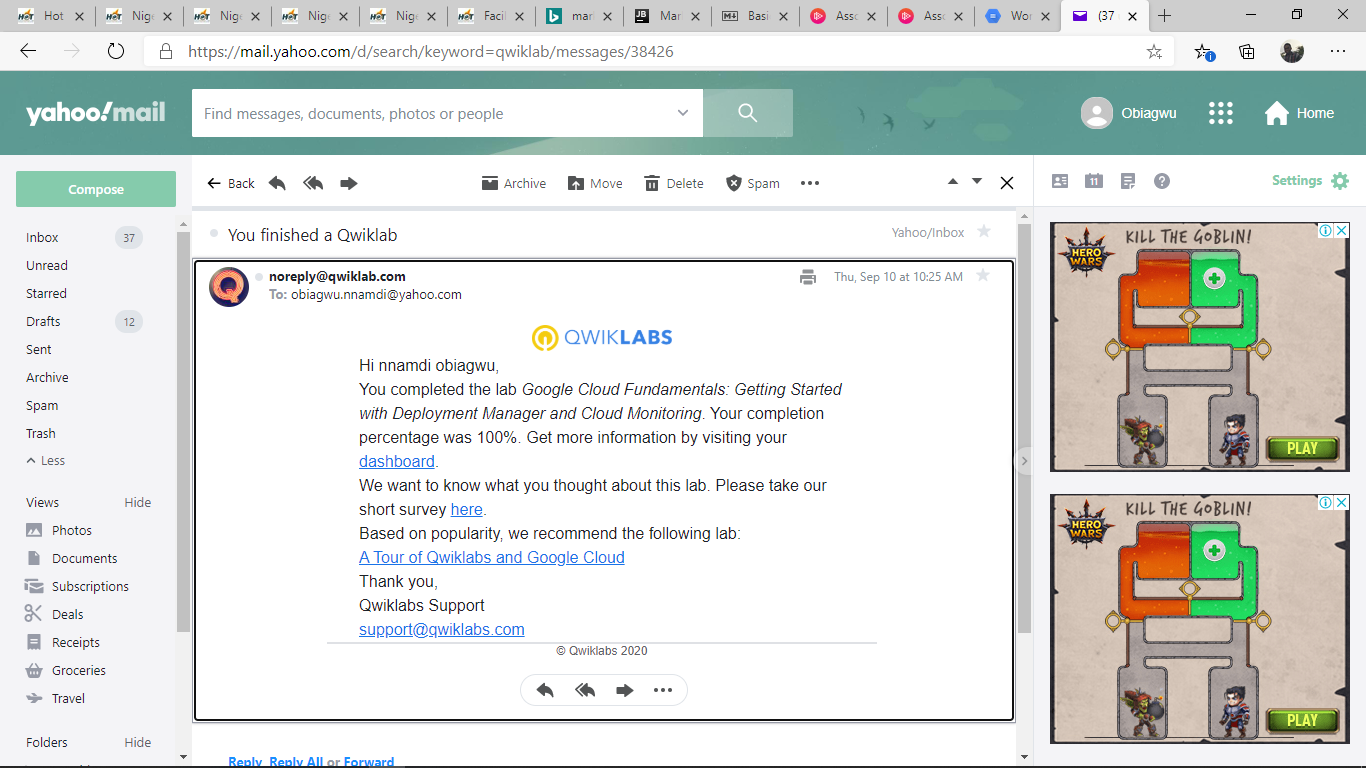 Hot
Nige
Nige
Nige
Nige
Facil
mar
Mar
Basi
Asso
Asso
Wor
(37
https://mail.yahoo.com/d/search/keyword=qwiklab/messages/38426
yahoo!mail
Find messages, documents, photos or people
Obiagwu
Home
Compose
Back
Archive
Move
Delete
Spam
11
Settings
Inbox 37
Unread
Starred
Drafts 12
Sent
Archive
Spam
Trash
Less
Views Hide
Photos
Documents
Subscriptions
Deals
Receipts
Groceries
Travel
Folders Hide
You finished a Qwiklab
Yahoo/Inbox
noreply@qwiklab.com
Thu, Sep 10 at 10:25 AM
To: obiagwu.nnamdi@yahoo.com
QWIKLABS
Hi nnamdi obiagwu,
You completed the lab Google Cloud Fundamentals: Getting Started
with Deployment Manager and Cloud Monitoring. Your completion
percentage was 100%. Get more information by visiting your
dashboard.
We want to know what you thought about this lab. Please take our
short survey here.
Based on popularity, we recommend the following lab:
A Tour of Qwiklabs and Google Cloud
Thank you,
Qwiklabs Support
support@qwiklabs.com
© Qwiklabs 2020
Reply, Reply All or Forward
KILL THE GOBLIN!
HERO
WARS
PLAY
KILL THE GOBLIN!
HERO
WARS
PLAY